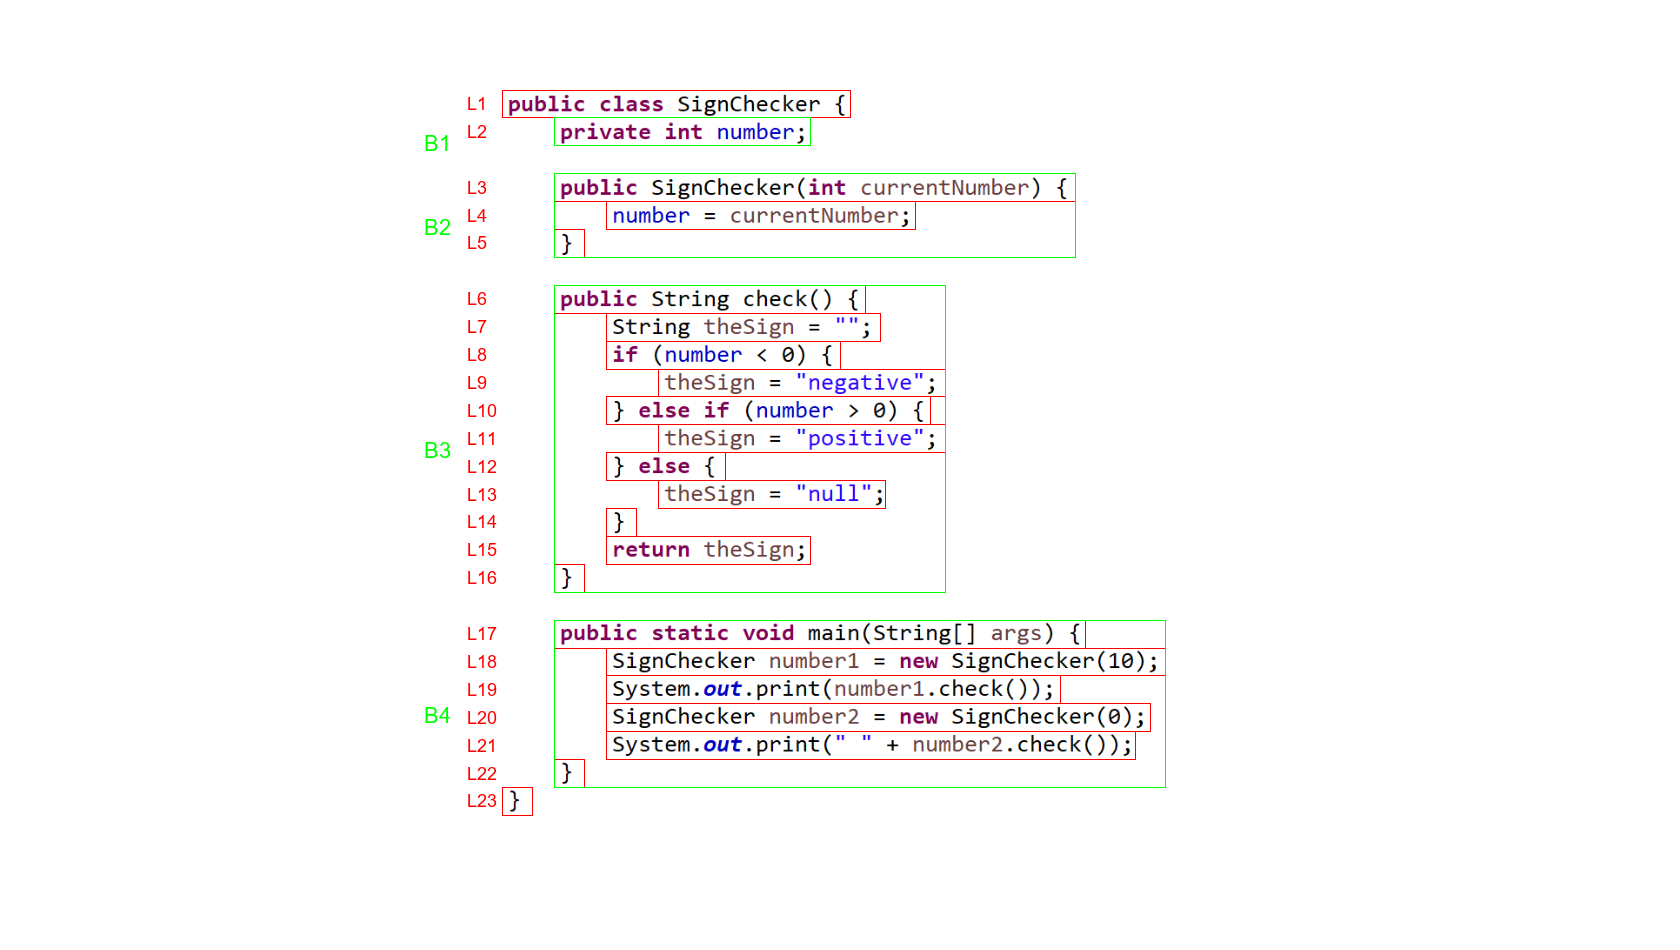 L1 public class SignChecker {
L2 private int number;
B1
L3 public SignChecker(int currentNumber) {
L4 number = currentNumber;
B2
L5 }
L6 public String check() {
L7 String theSign = "";
L8 if (number < 0) {
L9 theSign = "negative";
L10 } else if (number > 0) {
L11 theSign = "positive";
B3
L12 } else {
L13 theSign = "null";
L14 }
L15 return theSign;
L16 }
L17 public static void main(String[] args) {
L18 SignChecker number1 = new SignChecker(10);
L19 System.out.print(number1.check());
B4 L20 SignChecker number2 = new SignChecker(0);
L21 System.out.print(" " + number2.check());
L22 }
L23 }